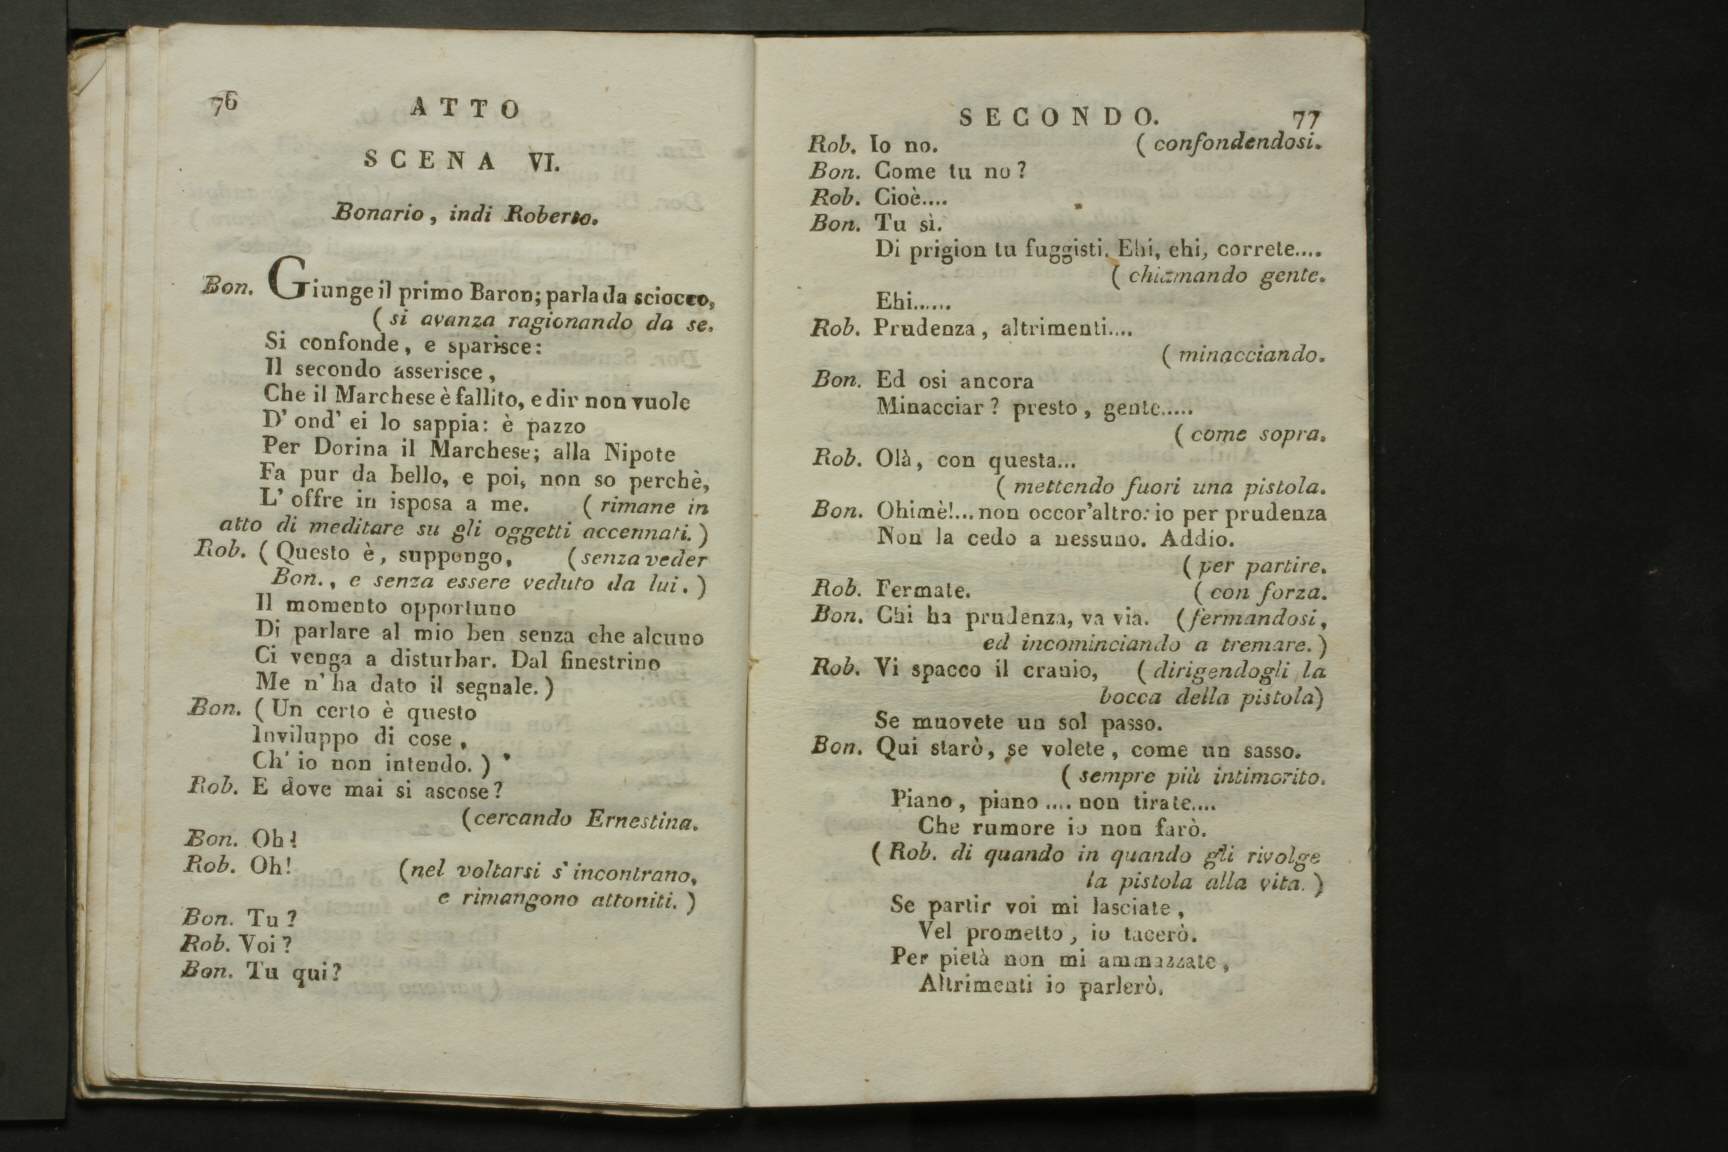 76
ATTO
SCENA VI.
Bonario, indi Roberto.
Bon. Giunge il primo Baron; parla da sciocco,
( si avanza ragionando da se.
Si confonde, e sparisce:
Il secondo asserisce,
Che il Marchese è fallito, e dir non vuole
D' ond' ei lo sappia: è pazzo
Per Dorina il Marchese; alla Nipote
Fa pur da bello, e poi, non so perchè,
L' offre in isposa a me. ( rimane in
atto di meditare su gli oggetti accennati. )
Rob. ( Questo è, suppongo, ( senza veder
Bon., e senza essere veduto da lui. )
Il momento opportuno
Di parlare al mio ben senza che alcuno
Ci venga a disturbar. Dal finestrino
Me n' ha dato il segnale. )
Bon. ( Un certo è questo
Inviluppo di cose,
Ch' io non intendo. )
Rob. E dove mai si ascose?
(cercando Ernestina.
Bon. Oh!
Rob. Oh! (nel voltarsi s' incontrano,
e rimangono attoniti. )
Bon. Tu?
Rob. Voi?
Bon. Tu qui?
SECONDO. 77
Rob. Io no. ( confondendosi.
Bon. Come tu no?
Rob. Cioè....
Bon. Tu sì.
Di prigion tu fuggisti. Ehi, ehi, correte....
( chiamando gente.
Ehi......
Rob. Prudenza, altrimenti....
( minacciando.
Bon. Ed osi ancora
Minacciar? presto, gente.....
( come sopra.
Rob. Olà, con questa...
( mettendo fuori una pistola.
Bon. Ohimè!... non occor'altro: io per prudenza
Non la cedo a nessuno. Addio.
( per partire.
Rob. Fermate. ( con forza.
Bon. Chi ha prudenza, va via. (fermandosi,
ed incominciando a tremare. )
Rob. Vi spacco il cranio, ( dirigendogli la
bocca della pistola)
Se muovete un sol passo.
Bon. Qui starò, se volete, come un sasso.
( sempre più intimorito.
Piano, piano .... non tirate....
Che rumore io non farò.
( Rob. di quando in quando gli rivolge
la pistola alla vita. )
Se partir voi mi lasciate,
Vel prometto, io tacerò.
Per pietà non mi ammazzate,
Altrimenti io parlerò.